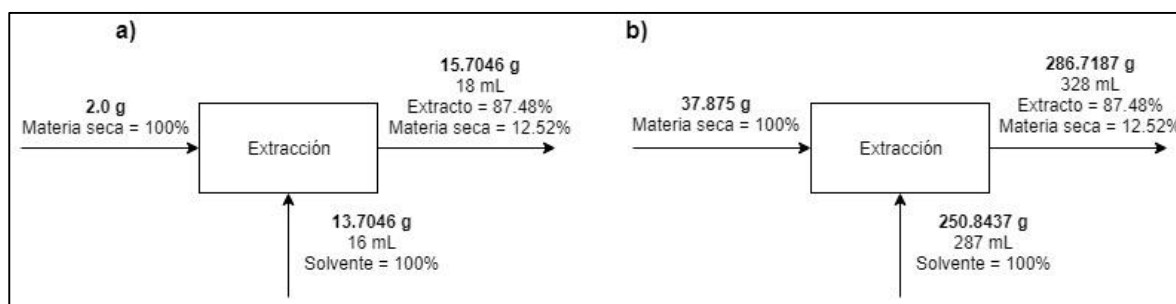 a)
2.0 g
Materia seca = 100%
Extracción
15.7046 g
18 mL
Extracto = 87.48%
Materia seca = 12.52%
13.7046 g
16 mL
Solvente = 100%
b)
37.875 g
Materia seca = 100%
Extracción
286.7187 g
328 mL
Extracto = 87.48%
Materia seca = 12.52%
250.8437 g
287 mL
Solvente = 100%